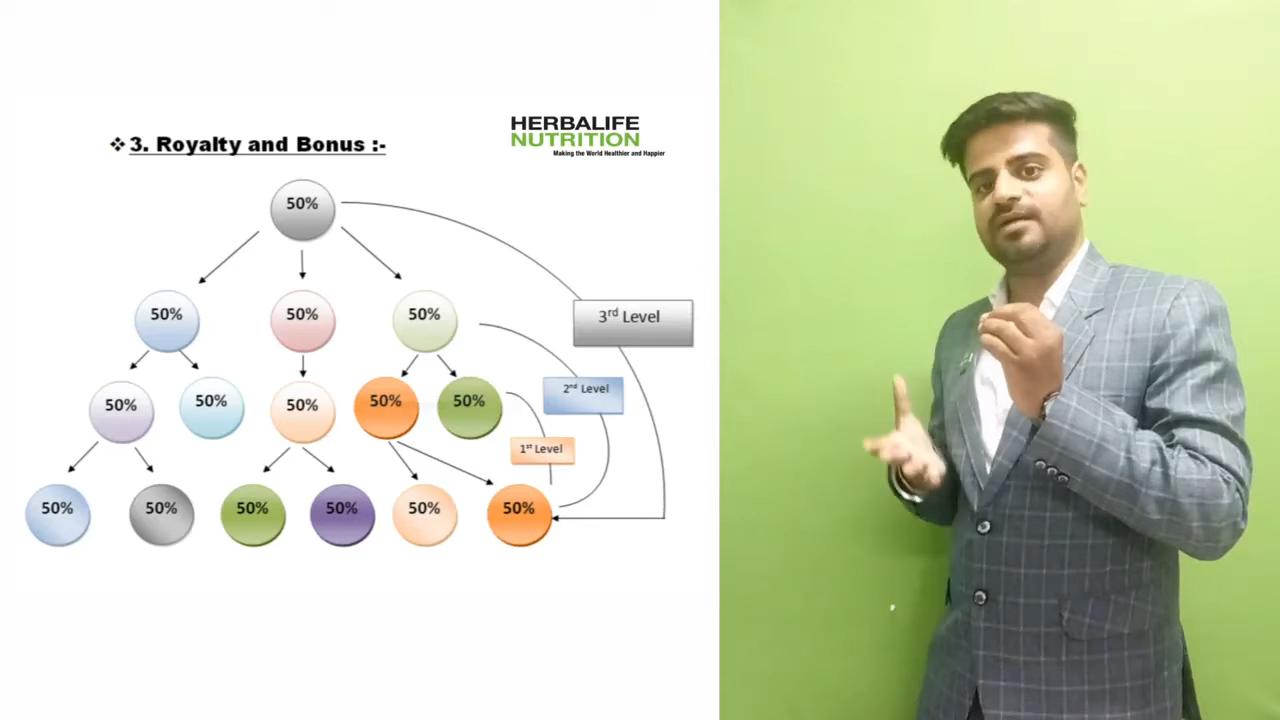 HERBALIFE
NUTRITION
Making the World Healthier and Happier
❖3. Royalty and Bonus :-
50%
50%
50%
50%
3rd Level
50%
50%
50%
50%
50%
2nd Level
1st Level
50%
50%
50%
50%
50%
50%